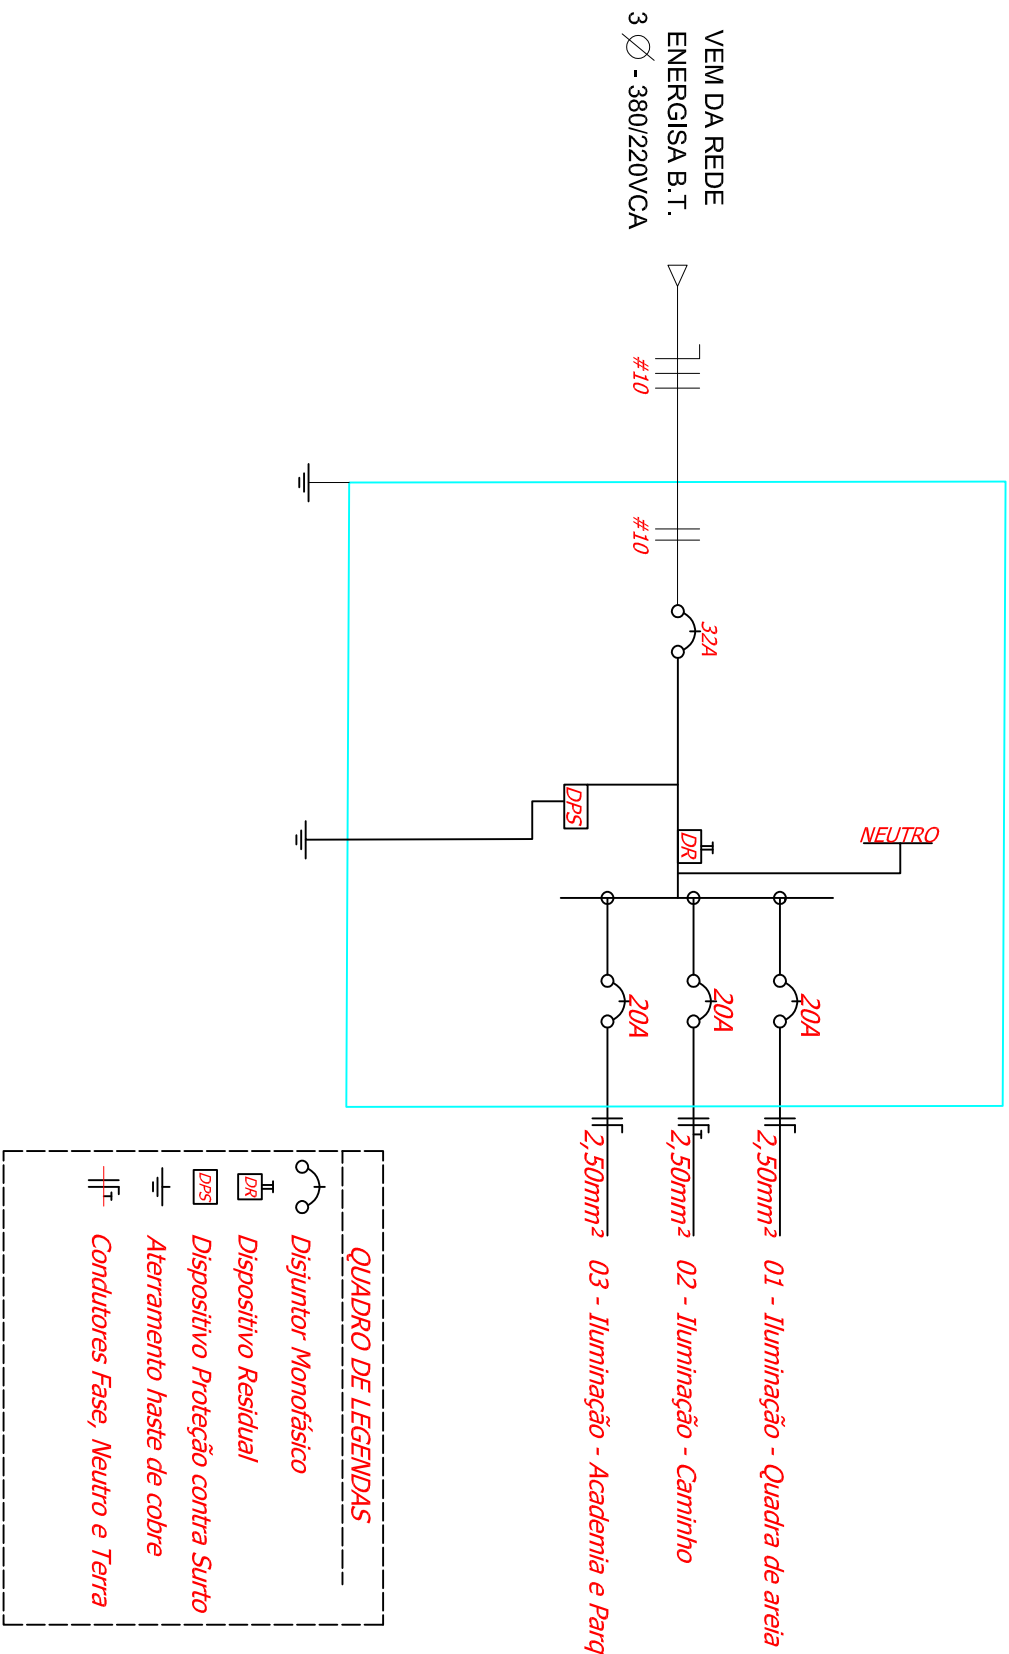 VEM DA REDE
ENERGISA B.T.
3 ∅ - 380/220VCA
#10
#10
32A
DPS
DR
NEUTRO
20A
20A
20A
2,50mm² 01 - Iluminação - Quadra de areia
2,50mm² 02 - Iluminação - Caminho
2,50mm² 03 - Iluminação - Academia e Parq
QUADRO DE LEGENDAS
Disjuntor Monofásico
DR Dispositivo Residual
DPS Dispositivo Proteção contra Surto
Aterramento haste de cobre
Condutores Fase, Neutro e Terra